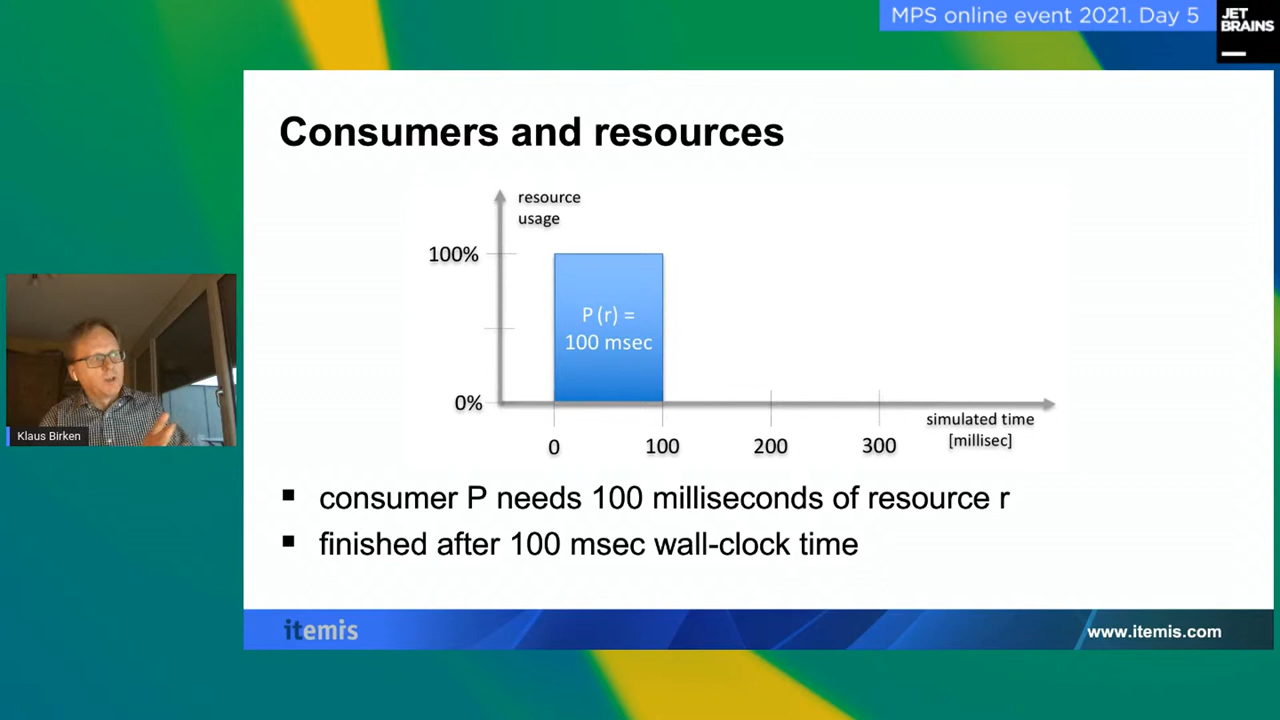 MPS online event 2021. Day 5
JET
BRAINS
Consumers and resources
resource
usage
100%
P (r) =
100 msec
0%
simulated time
[millisec]
0
100
200
300
Klaus Birken
▪ consumer P needs 100 milliseconds of resource r
▪ finished after 100 msec wall-clock time
itemis
www.itemis.com